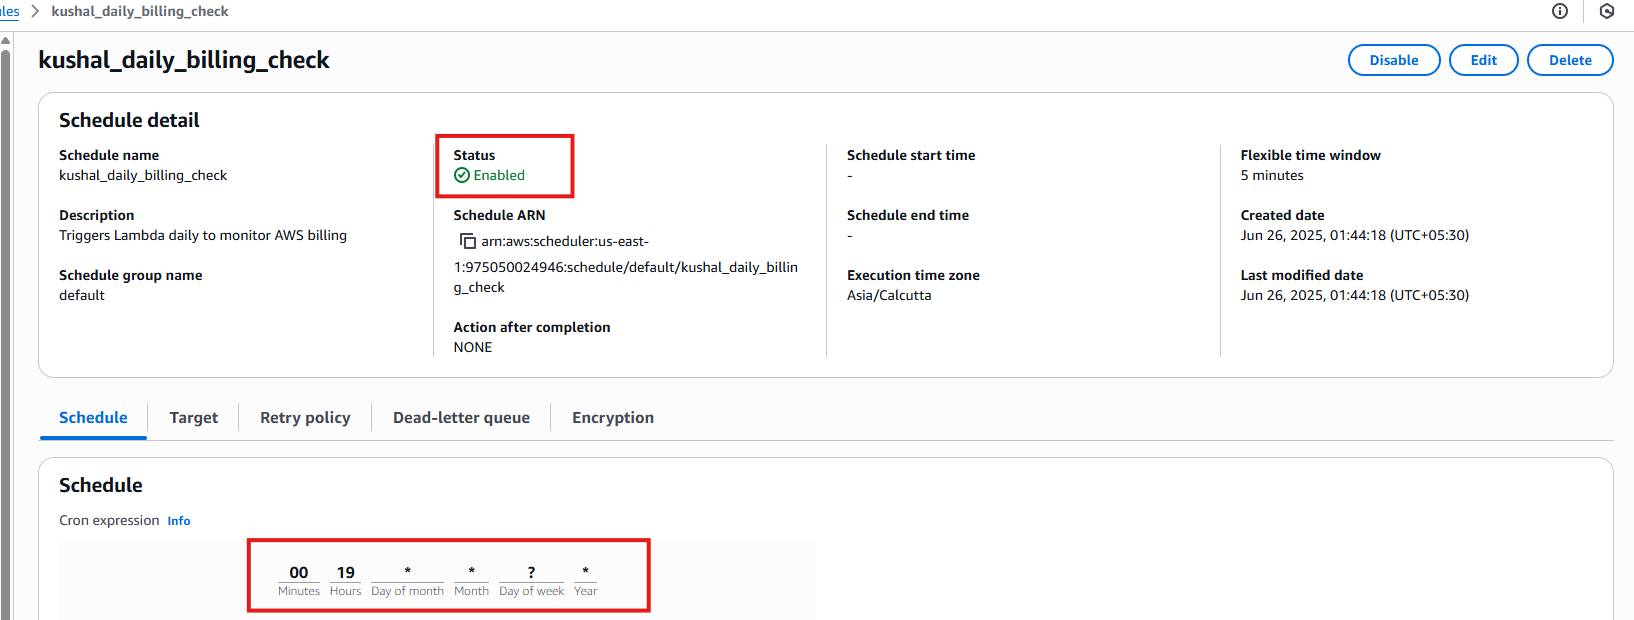 ules > kushal_daily_billing_check
kushal_daily_billing_check
Disable
Edit
Delete
Schedule detail
Schedule name
kushal_daily_billing_check
Description
Triggers Lambda daily to monitor AWS billing
Schedule group name
default
Status
Enabled
Schedule ARN
arn:aws:scheduler:us-east-
1:975050024946:schedule/default/kushal_daily_billin
g_check
Action after completion
NONE
Schedule start time
-
Schedule end time
-
Execution time zone
Asia/Calcutta
Flexible time window
5 minutes
Created date
Jun 26, 2025, 01:44:18 (UTC+05:30)
Last modified date
Jun 26, 2025, 01:44:18 (UTC+05:30)
Schedule
Target
Retry policy
Dead-letter queue
Encryption
Schedule
Cron expression Info
00 19 * * ? *
Minutes Hours Day of month Month Day of week Year